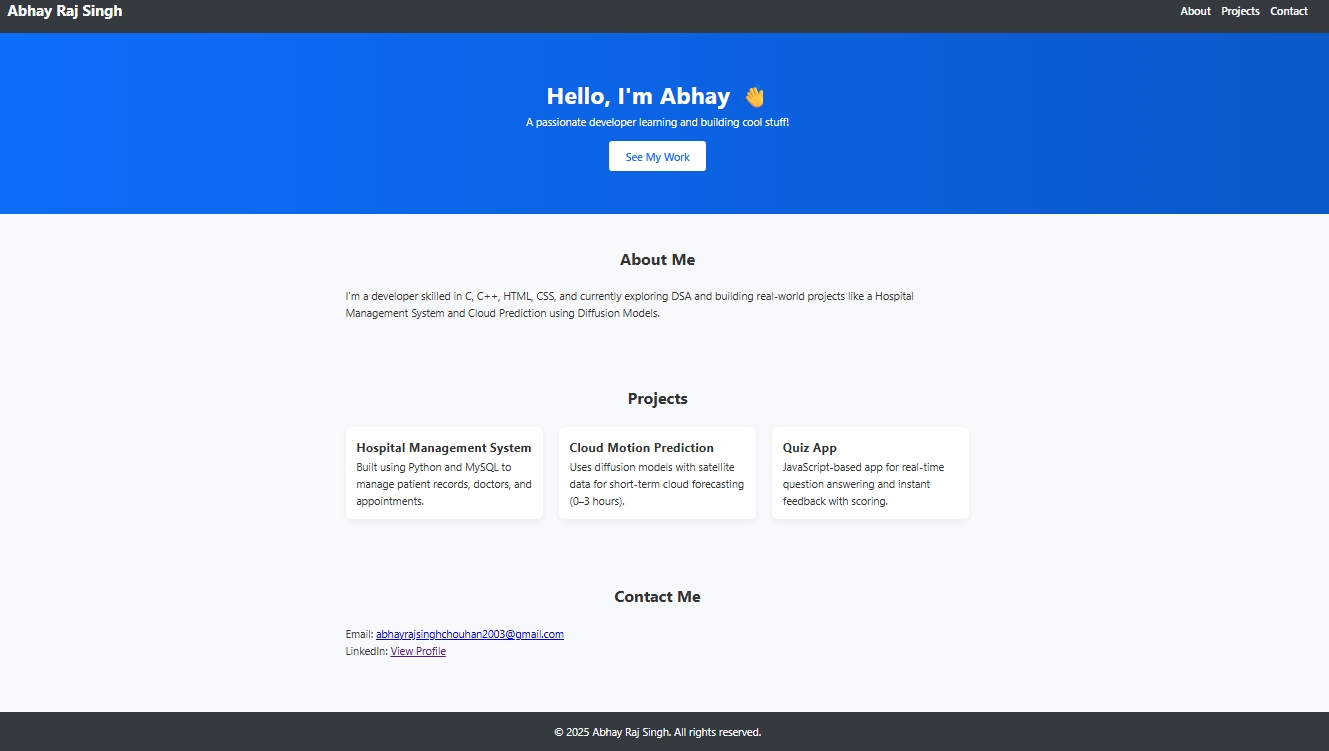 Abhay Raj Singh
About Projects Contact
Hello, I'm Abhay 👋
A passionate developer learning and building cool stuff!
See My Work
About Me
I'm a developer skilled in C, C++, HTML, CSS, and currently exploring DSA and building real-world projects like a Hospital
Management System and Cloud Prediction using Diffusion Models.
Projects
Hospital Management System
Built using Python and MySQL to
manage patient records, doctors, and
appointments.
Cloud Motion Prediction
Uses diffusion models with satellite
data for short-term cloud forecasting
(0–3 hours).
Quiz App
JavaScript-based app for real-time
question answering and instant
feedback with scoring.
Contact Me
Email: abhayrajsinghchouhan2003@gmail.com
LinkedIn: View Profile
© 2025 Abhay Raj Singh. All rights reserved.